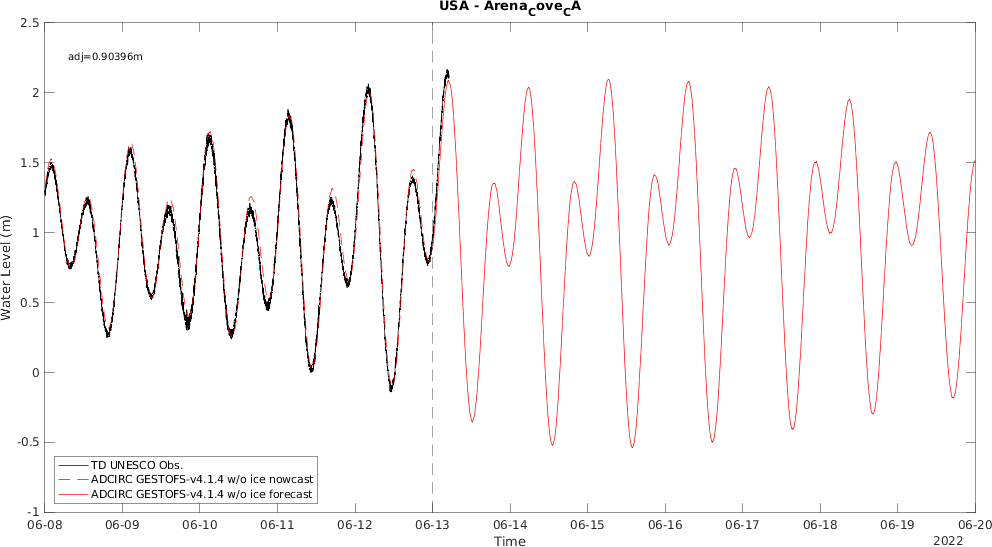 USA - ArenaCoveCA
adj=0.90396m
2.5
2
1.5
1
0.5
0
-0.5
-1
Water Level (m)
TD UNESCO Obs.
ADCIRC GESTOFS-v4.1.4 w/o ice nowcast
ADCIRC GESTOFS-v4.1.4 w/o ice forecast
06-08 06-09 06-10 06-11 06-12 06-13 06-14 06-15 06-16 06-17 06-18 06-19 06-20
Time
2022